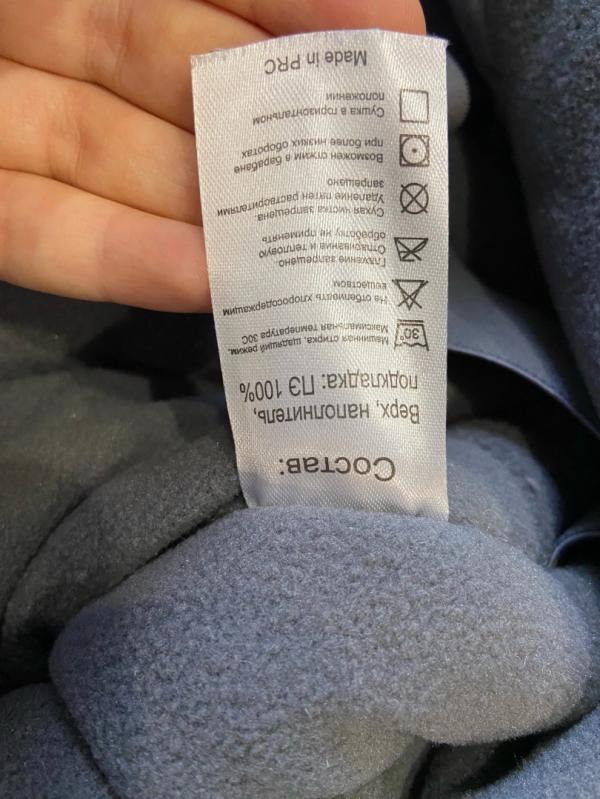 Состав:
Верх, наполнитель,
подкладка: ПЭ 100%
30°
Машинная стирка, щадящий режим.
Максимальная температура 30С
Не отбеливать хлорсодержащим
веществом
Глажение запрещено.
Отпаривание и тепловую
обработку не применять
Сухая чистка запрещена.
Удаление пятен растворителями
запрещено
Возможен отжим в барабане
при более низких оборотах
Сушка в горизонтальном
положении
Made in PRC